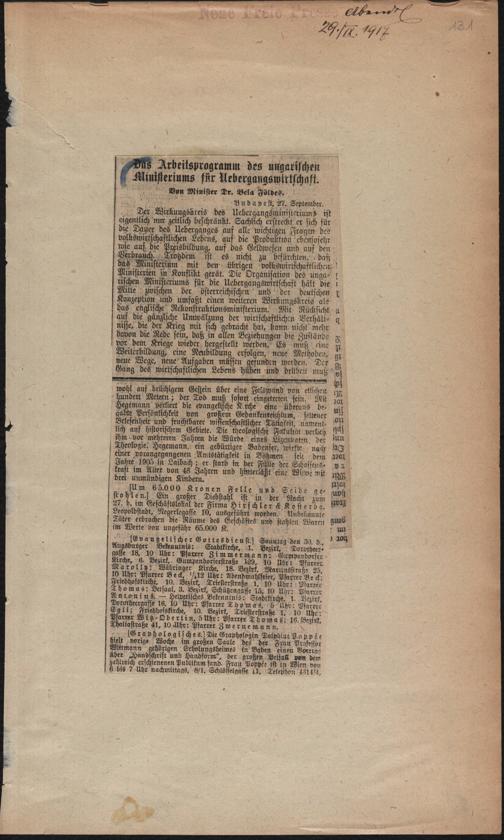 Neue Freie Presse
Abendbl
29./IX. 1917
131
Das Arbeitsprogramm des ungarischen
Ministeriums für Uebergangswirtschaft.
Von Minister Dr. Bela Földes.
Budapest, 27. September.
Der Wirkungskreis des Uebergangsministeriums ist
eigentlich nur zeitlich beschränkt. Sachlich erstreckt er sich für
die Dauer des Ueberganges auf alle wichtigen Fragen des
volkswirtschaftlichen Lebens, auf die Produktion ebensosehr
wie auf die Preisbildung, auf das Geldwesen und auf den
Verbrauch. Trotzdem ist es nicht zu befürchten, daß
das Ministerium mit den übrigen volkswirtschaftlichen
Ministerien in Konflikt gerät. Die Organisation des unga-
rischen Ministeriums für die Uebergangswirtschaft hält die
Mitte zwischen der österreichischen und der deutschen
Konzeption und umfaßt einen weiteren Wirkungskreis als
das englische Rekonstruktionsministerium. Mit Rücksicht
auf die gänzliche Umwälzung der wirtschaftlichen Verhält-
nisse, die der Krieg mit sich gebracht hat, kann nicht mehr
davon die Rede sein, daß in allen Beziehungen die Zustände
vor dem Kriege wieder hergestellt werden. Es muß eine
Weiterbildung, eine Neubildung erfolgen, neue Methoden,
neue Wege, neue Aufgaben müssen gefunden werden. Der
Gang des wirtschaftlichen Lebens hüben und drüben muß
wohl auf brüchigem Gestein über eine Felswand von etlichen
hundert Metern; der Tod muß sofort eingetreten sein. Mit
Hegemann verliert die evangelische Kirche eine überaus be-
gabte Persönlichkeit von großem Gedankenreichtum, seltener
Belesenheit und fruchtbarer wissenschaftlicher Tätigkeit, nament-
lich auf historischem Gebiete. Die theologische Fakultät verlieh
ihm vor mehreren Jahren die Würde eines Lizentiaten der
Theologie. Hegemann, ein gebürtiger Badenser, wirkte nach
einer vorangegangenen Amtstätigkeit in Böhmen seit dem
Jahre 1905 in Laibach; er stand in der Fülle der Schaffens-
kraft im Alter von 48 Jahren und hinterläßt eine Witwe mit
drei unmündigen Kindern.
[Um 65.000 Kronen Felle und Seide ge-
stohlen.] Ein großer Diebstahl ist in der Nacht zum
27. d. im Geschäftslokal der Firma Hirschler &
Leopoldstadt, 10, ausgeführt worden. Unbekannte
Täter erbrachen die Räume des Geschäftes und stahlen Waren
im Werte von ungefähr 65.000 K.
[Evangelischer Gottesdienst.] Sonntag den 30. d.,
Augsburger Bekenntnis: Stadtkirche, 1. Bezirk, Dorotheer-
gasse 18, 10 Uhr: Pfarrer Zimmermann; Gumpendorfer
Kirche, 6. Bezirk, Gumpendorferstraße 129, 10 Uhr: Pfarrer
Marolly; Währinger Kirche, 18. Bezirk, Martinstraße 25,
10 Uhr: Pfarrer Beck, 1/412 Uhr: Abendmahlfeier, Pfarrer Beck;
Friedhofskirche, 10. Bezirk, Triesterstraße 1, 10 Uhr: Pfarrer
Thomas; Betsaal, 3. Bezirk, Schützengasse 13, 10 Uhr: Pfarrer
— Helvetisches Bekenntnis: Stadtkirche, 1. Bezirk,
Dorotheergasse 16, 10 Uhr: Pfarrer Thomas, 5 Uhr: Pfarrer
Egli; Friedhofskirche, 10. Bezirk, Triesterstraße 1, 10 Uhr:
Pfarrer Witz-Oberlin, 5 Uhr: Pfarrer Thomas; 16. Bezirk,
Thaliastraße 41, 10 Uhr: Pfarrer Zwernemann.
[Graphologisches.] Die Graphologin Poppée
hielt vorige Woche im großen Saale des der Frau Professor
gehörigen Erholungsheimes in Baden einen Vortrag
über „Handschrift und Handform", der großen Beifall von dem
zahlreich erschienenen Publikum fand. Frau Poppée ist in Wien von
6 bis 7 Uhr nachmittags, 6/1, Schlösselgasse 17, Telephon